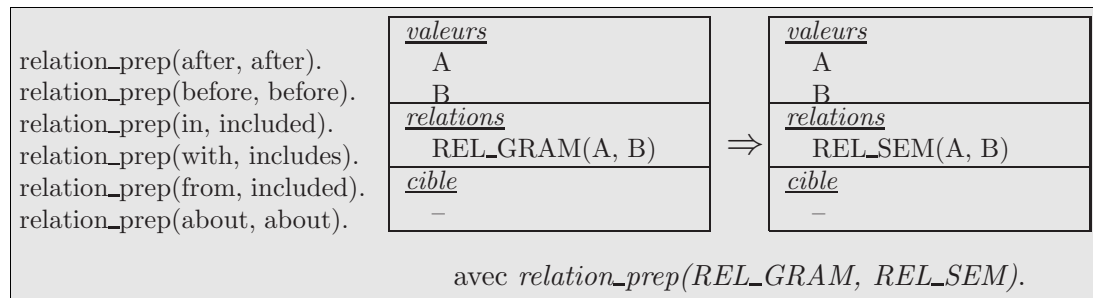 relation_prep(after, after).
relation_prep(before, before).
relation_prep(in, included).
relation_prep(with, includes).
relation_prep(from, included).
relation_prep(about, about).
valeurs
A
B
relations
REL_GRAM(A, B)
cible
–
⇒
valeurs
A
B
relations
REL_SEM(A, B)
cible
–
avec relation_prep(REL_GRAM, REL_SEM).